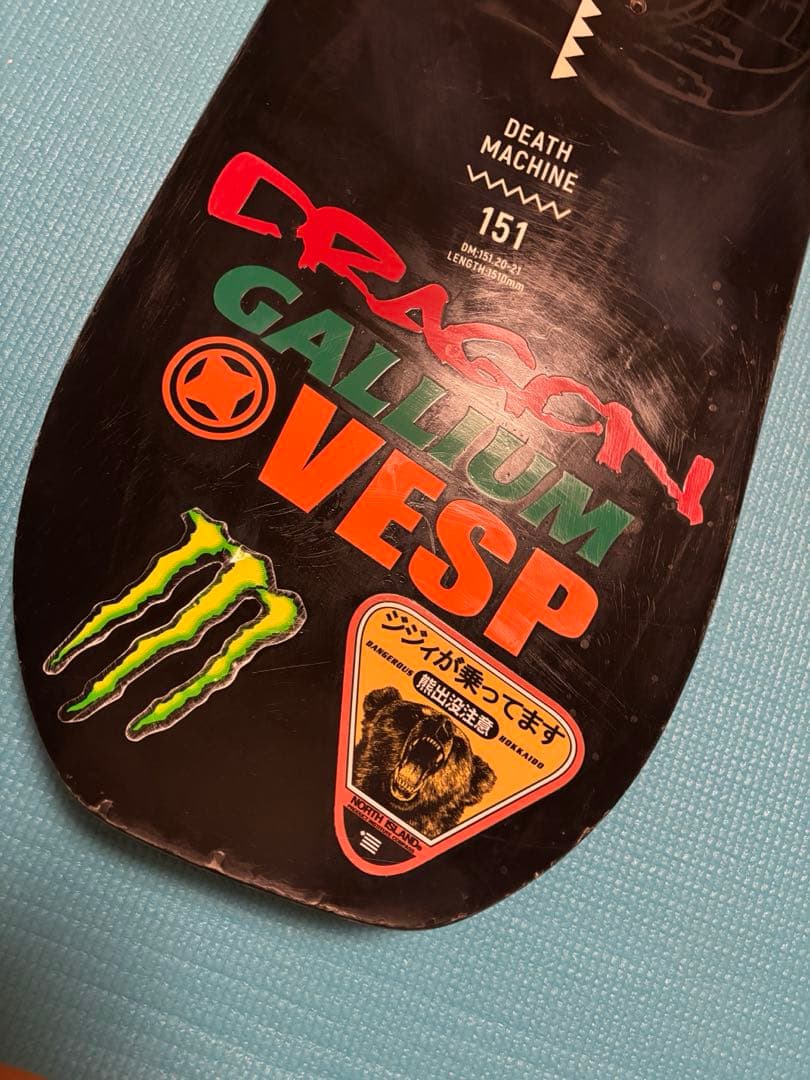 DEATH
MACHINE
151
DM:151.20-21
LENGTH:1510mm
DRAGON
GALLIUM
VESP
ジジィが乗ってます
DANGEROUS
熊出没注意
HOKKAIDO
NORTH ISLAND